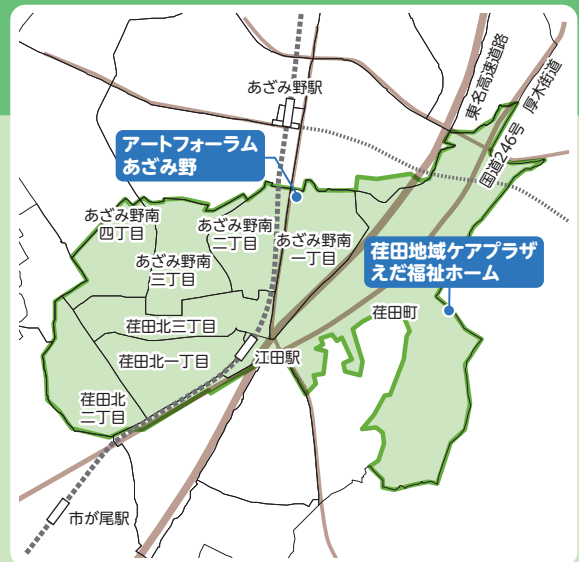 あざみ野駅
東名高速道路
厚木街道
国道246号
アートフォーラム
あざみ野
あざみ野南
四丁目
あざみ野南
二丁目
あざみ野南
一丁目
あざみ野南
三丁目
荏田地域ケアプラザ
えだ福祉ホーム
荏田町
荏田北三丁目
荏田北一丁目
江田駅
荏田北
二丁目
市が尾駅